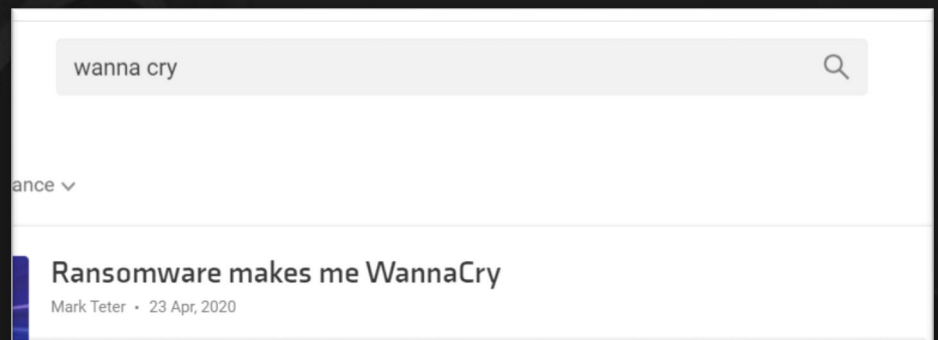 wanna cry
ance
Ransomware makes me WannaCry
Mark Teter • 23 Apr, 2020